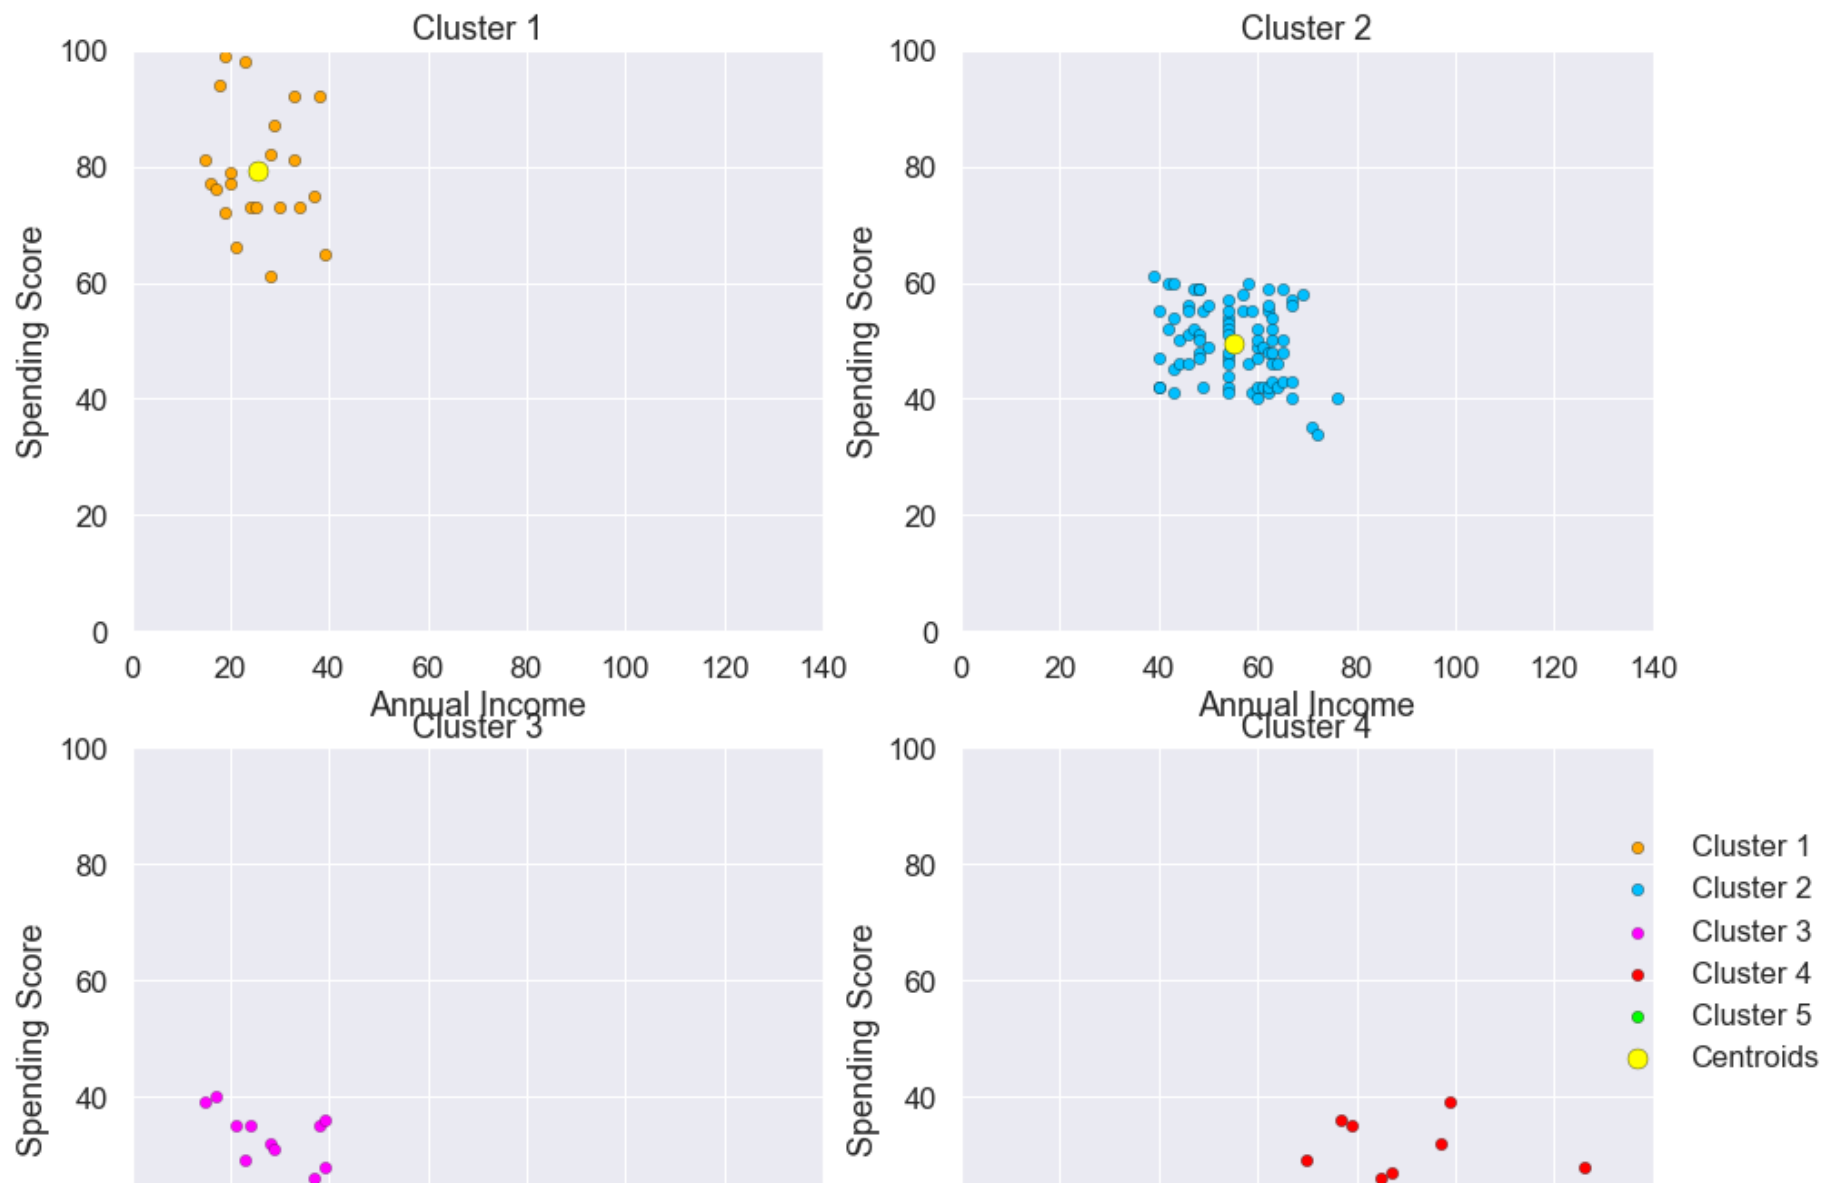 Cluster 1
Cluster 2
100
80
60
40
20
0
Spending Score
0 20 40 60 80 100 120 140
Annual Income
100
80
60
40
20
0
Spending Score
0 20 40 60 80 100 120 140
Annual Income
Cluster 3
Cluster 4
100
80
60
40
Spending Score
100
80
60
40
Spending Score
Cluster 1
Cluster 2
Cluster 3
Cluster 4
Cluster 5
Centroids